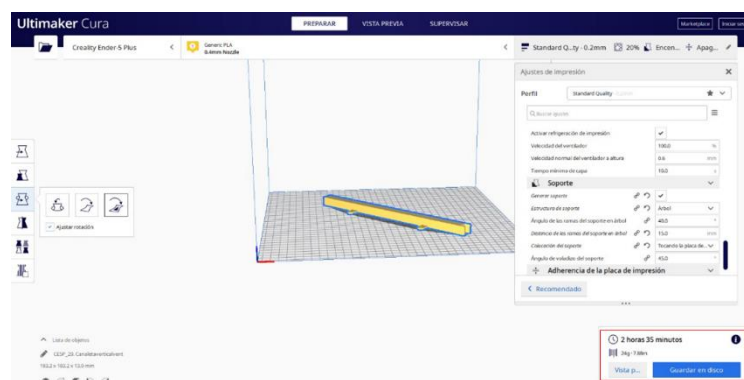 Ultimaker Cura
PREPARAR VISTA PREVIA SUPERVISAR
Marketplace Iniciar
Creality Ender-5 Plus
Generic PLA
0.4mm Nozzle
Standard Q...ty - 0.2mm 20% Encen... Apag...
Ajustes de impresión
Perfil Standard Quality
Buscar ajustes
Activar refrigeración de impresión
Velocidad del ventilador 100.0 %
Velocidad normal del ventilador a altura 0.6 mm
Tiempo mínimo de capa 10.0 s
Soporte
Generar soporte
Estructura de soporte Árbol
Ángulo de las ramas del soporte en árbol 40.0 °
Distancia de las ramas del soporte en árbol 15.0 mm
Colocación del soporte Tocando la placa de...
Ángulo de voladizo del soporte 45.0 °
Adherencia de la placa de impresión
Recomendado
Ajustar rotación
Lista de objetos
2 horas 35 minutos
Vista p... Guardar en disco